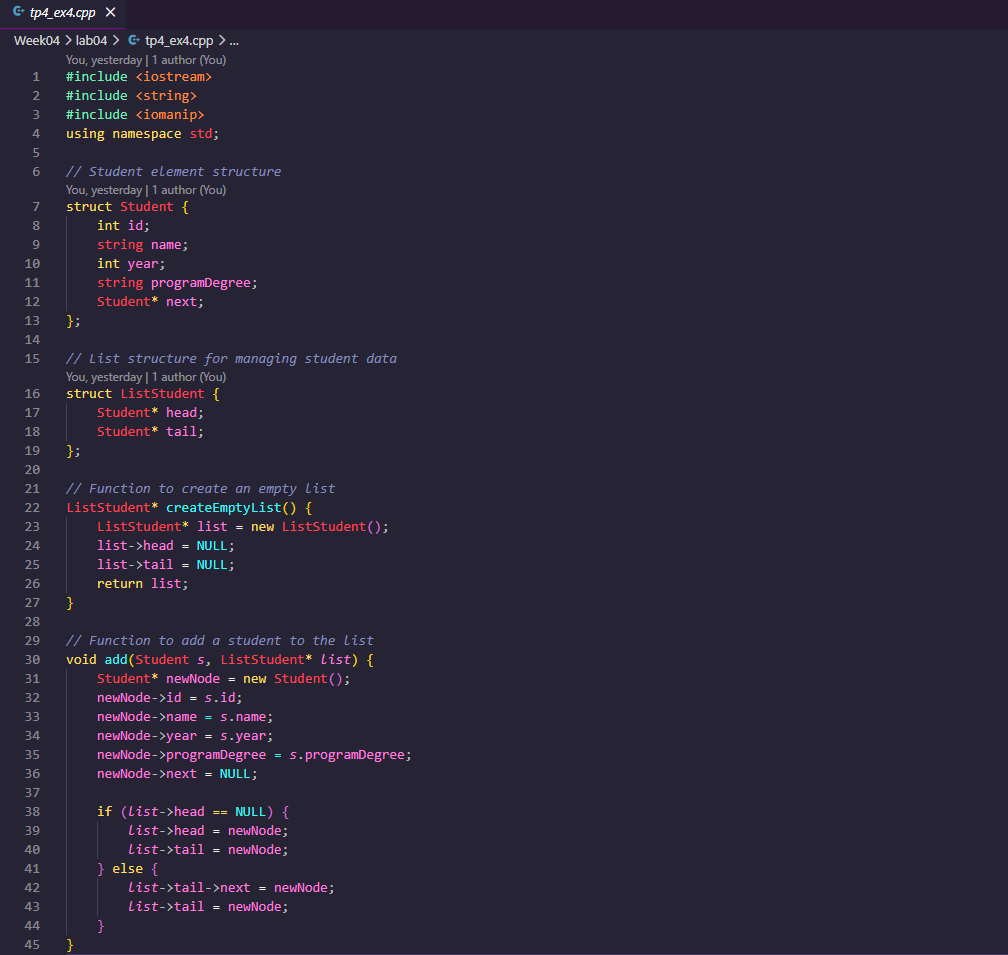 tp4_ex4.cpp
Week04 > lab04 > tp4_ex4.cpp > ...
You, yesterday | 1 author (You)
1 #include <iostream>
2 #include <string>
3 #include <iomanip>
4 using namespace std;
5
6 // Student element structure
You, yesterday | 1 author (You)
7 struct Student {
8     int id;
9     string name;
10     int year;
11     string programDegree;
12     Student* next;
13 };
14
15 // List structure for managing student data
You, yesterday | 1 author (You)
16 struct ListStudent {
17     Student* head;
18     Student* tail;
19 };
20
21 // Function to create an empty list
22 ListStudent* createEmptyList() {
23     ListStudent* list = new ListStudent();
24     list->head = NULL;
25     list->tail = NULL;
26     return list;
27 }
28
29 // Function to add a student to the list
30 void add(Student s, ListStudent* list) {
31     Student* newNode = new Student();
32     newNode->id = s.id;
33     newNode->name = s.name;
34     newNode->year = s.year;
35     newNode->programDegree = s.programDegree;
36     newNode->next = NULL;
37
38     if (list->head == NULL) {
39         list->head = newNode;
40         list->tail = newNode;
41     } else {
42         list->tail->next = newNode;
43         list->tail = newNode;
44     }
45 }